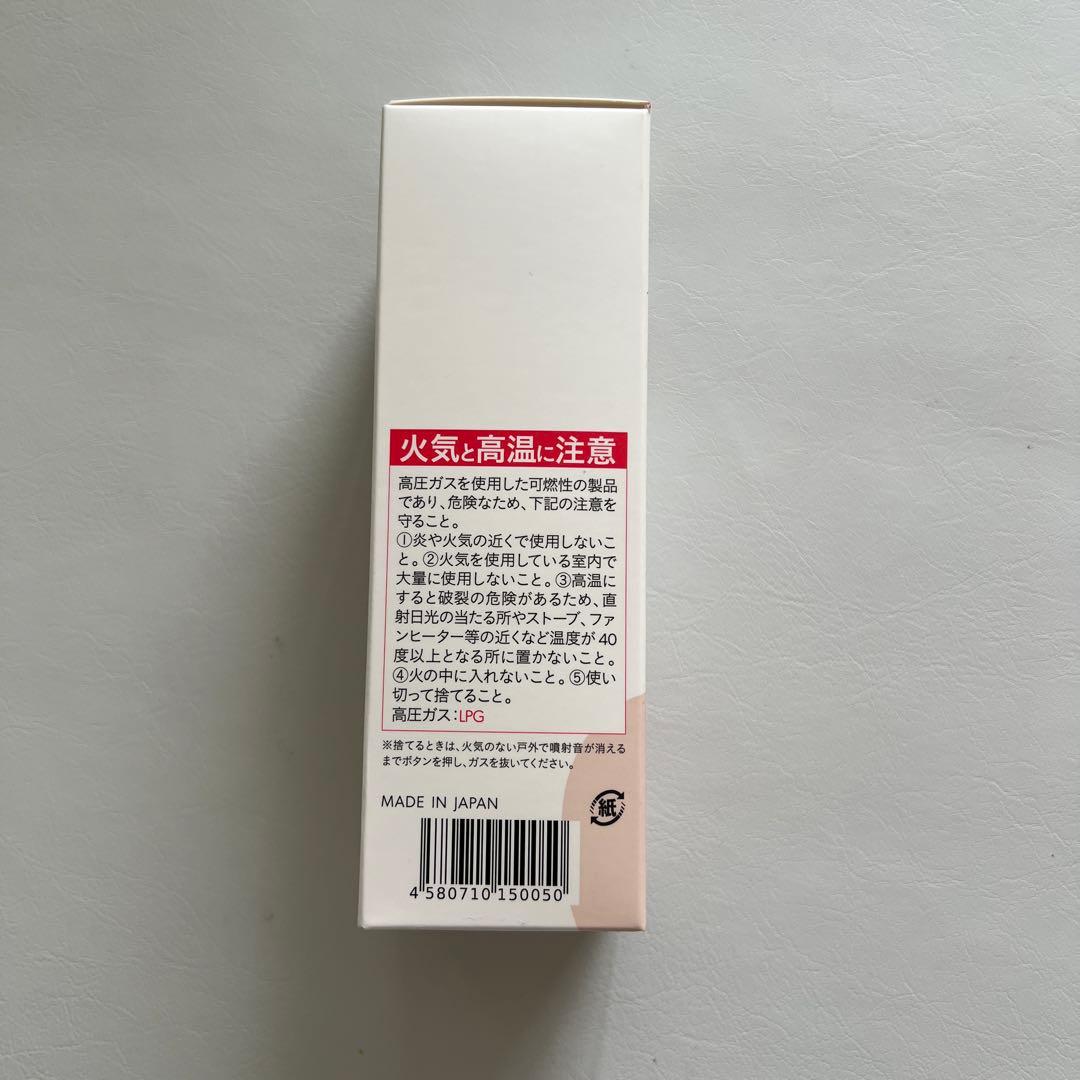 火気と高温に注意
高圧ガスを使用した可燃性の製品
であり、危険なため、下記の注意を
守ること。
①炎や火気の近くで使用しないこ
と。②火気を使用している室内で
大量に使用しないこと。③高温に
すると破裂の危険があるため、直
射日光の当たる所やストーブ、ファ
ンヒーター等の近くなど温度が40
度以上となる所に置かないこと。
④火の中に入れないこと。⑤使い
切って捨てること。
高圧ガス:LPG
※捨てるときは、火気のない戸外で噴射音が消える
までボタンを押し、ガスを抜いてください。
MADE IN JAPAN
紙
4 580710 150050